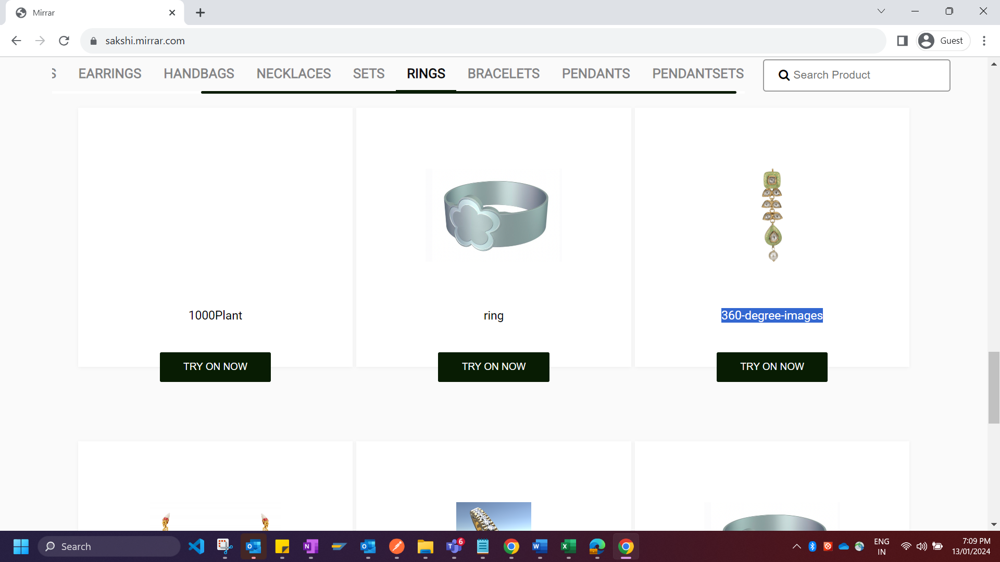 Mirrar
sakshi.mirrar.com
Guest
S EARRINGS HANDBAGS NECKLACES SETS RINGS BRACELETS PENDANTS PENDANTSETS
Search Product
1000Plant
ring
360-degree-images
TRY ON NOW
TRY ON NOW
TRY ON NOW
Search
6
ENG
IN
7:09 PM
13/01/2024